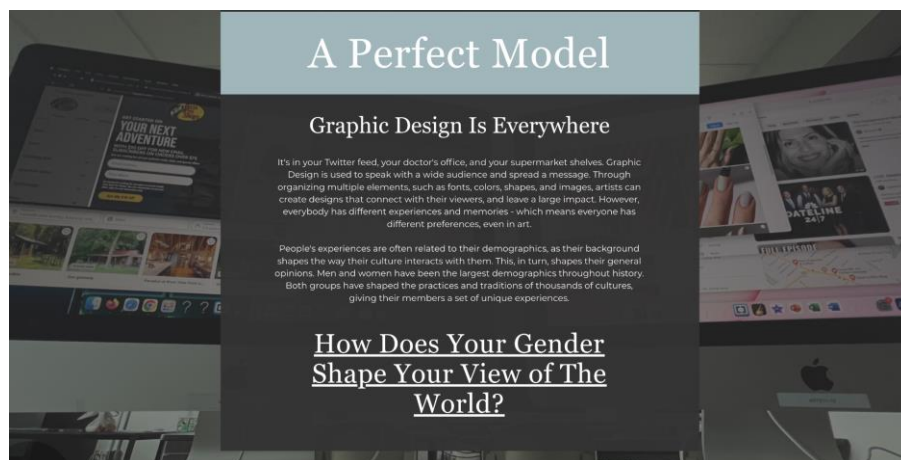 A Perfect Model
Graphic Design Is Everywhere
It's in your Twitter feed, your doctor's office, and your supermarket shelves. Graphic
Design is used to speak with a wide audience and spread a message. Through
organizing multiple elements, such as fonts, colors, shapes, and images, artists can
create designs that connect with their viewers, and leave a large impact. However,
everybody has different experiences and memories - which means everyone has
different preferences, even in art.
People's experiences are often related to their demographics, as their background
shapes the way their culture interacts with them. This, in turn, shapes their general
opinions. Men and women have been the largest demographics throughout history.
Both groups have shaped the practices and traditions of thousands of cultures,
giving their members a set of unique experiences.
How Does Your Gender
Shape Your View of The
World?
YOUR NEXT
ADVENTURE
DATELINE
24/7
FULL EPISODE